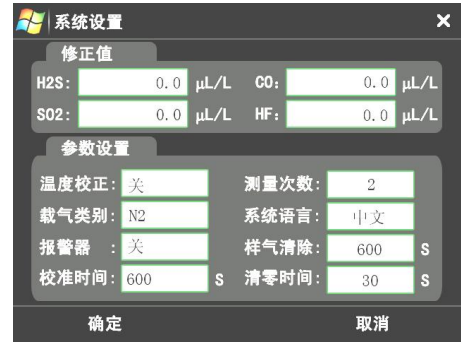 系统设置
修正值
H2S: 0.0 μL/L CO: 0.0 μL/L
SO2: 0.0 μL/L HF: 0.0 μL/L
参数设置
温度校正: 关 测量次数: 2
载气类别: N2 系统语言: 中文
报警器 : 关 样气清除: 600 S
校准时间: 600 S 清零时间: 30 S
确定 取消